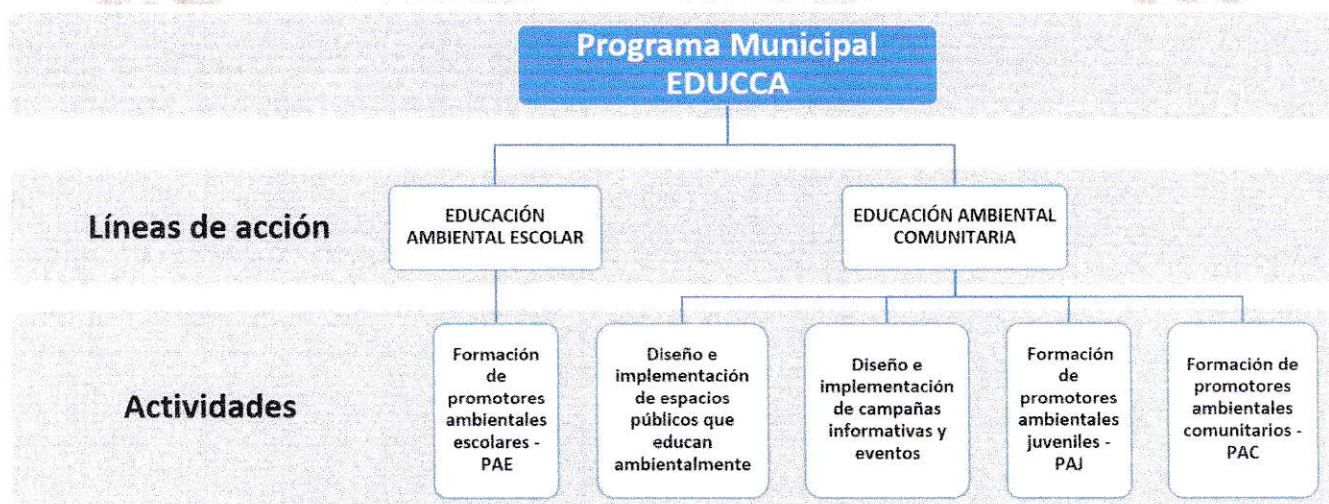 Programa Municipal
EDUCCA
Líneas de acción
EDUCACIÓN
AMBIENTAL ESCOLAR
EDUCACIÓN AMBIENTAL
COMUNITARIA
Actividades
Formación
de
promotores
ambientales
escolares -
PAE
Diseño e
implementación
de espacios
públicos que
educan
ambientalmente
Diseño e
implementación
de campañas
informativas y
eventos
Formación
de
promotores
ambientales
juveniles -
PAJ
Formación de
promotores
ambientales
comunitarios -
PAC